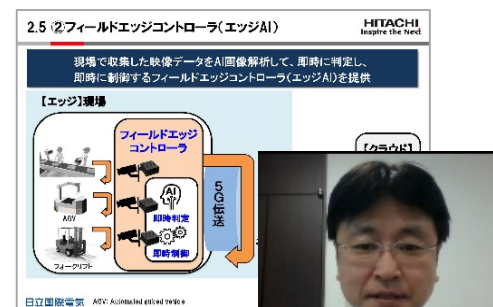 2.5 ②フィールドエッジコントローラ(エッジAI)
HITACHI
Inspire the Next
現場で収集した映像データをAI画像解析して、即時に判定し、
即時に制御するフィールドエッジコントローラ(エッジAI)を提供
【エッジ】現場
フィールドエッジ
コントローラ
【クラウド】
AI
即時判定
即時制御
5G伝送
AGV
フォークリフト
日立国際電気
AGV: Automated guided vehicle